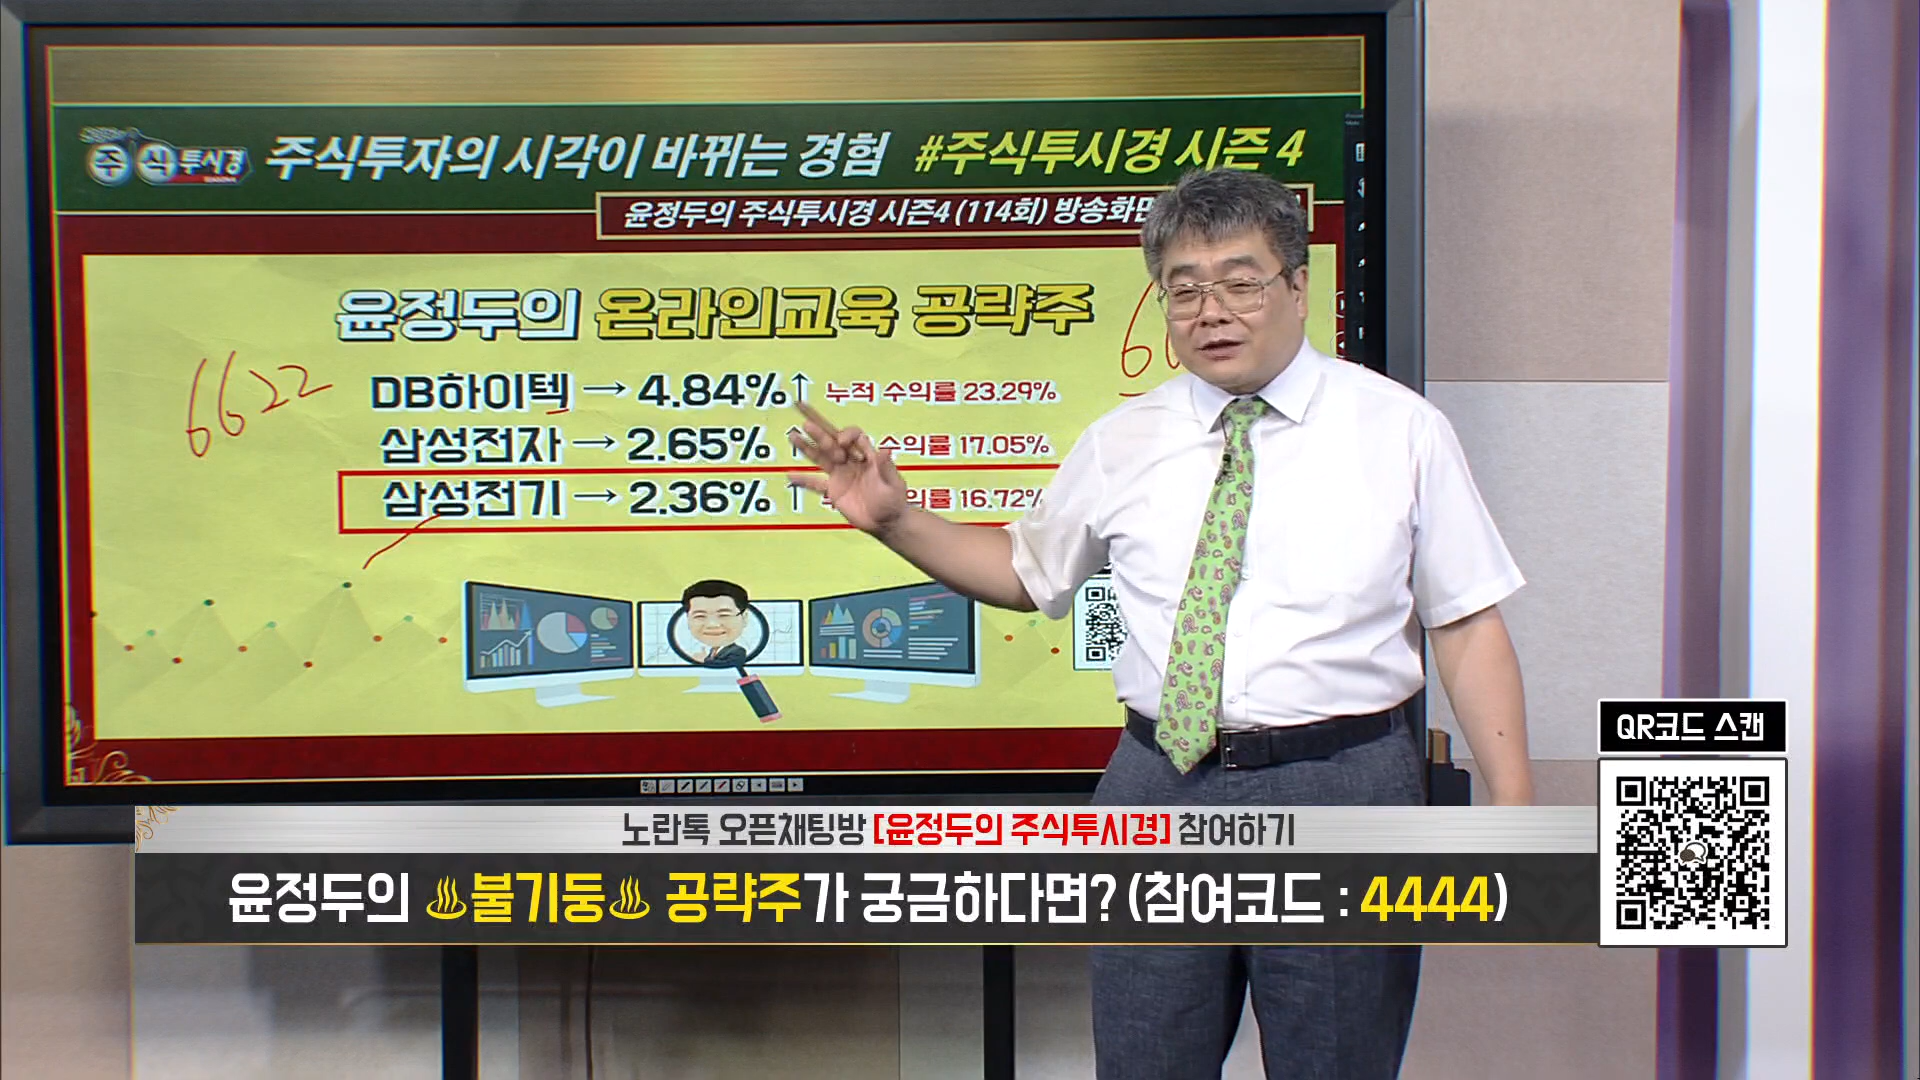 주식투시경
주식투자의 시각이 바뀌는 경험 #주식투시경 시즌 4
윤정두의 주식투시경 시즌4 (114회) 방송화면
윤정두의 온라인교육 공략주
6622
DB하이텍 → 4.84%↑ 누적 수익률 23.29%
삼성전자 → 2.65% ↑ 수익률 17.05%
삼성전기 → 2.36% ↑ 누적 수익률 16.72%
QR코드 스캔
노란톡 오픈채팅방 [윤정두의 주식투시경] 참여하기
윤정두의 ♨불기둥♨ 공략주가 궁금하다면? (참여코드 : 4444)